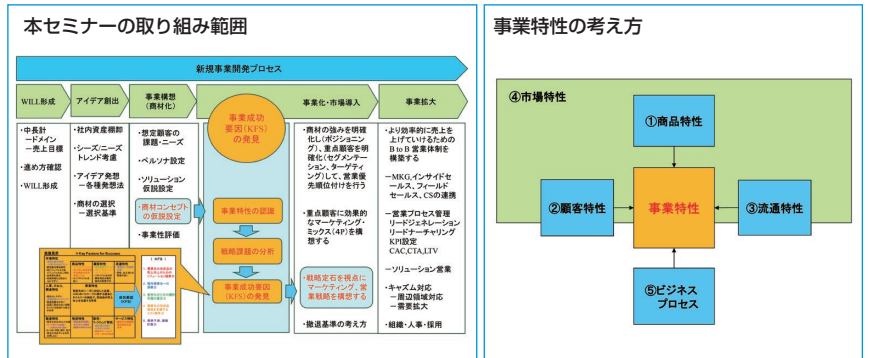 本セミナーの取り組み範囲
新規事業開発プロセス
WILL形成
アイデア創出
事業構想
(商材化)
事業成功
要因(KFS)
の発見
事業化・市場導入
事業拡大
・中長計
ードメイン
ー売上目標
・進め方確認
・WILL形成
・社内資産棚卸
・シーズ/ニーズ
トレンド考慮
・アイデア発想
ー各種発想法
・商材の選択
ー選択基準
・想定顧客の
課題・ニーズ
・ペルソナ設定
・ソリューション
仮説設定
・商材コンセプト
の仮説設定
・事業性評価
事業特性の認識
戦略課題の分析
事業成功要因
(KFS)の発見
・商材の強みを明確
化し(ポジショニン
グ)、重点顧客を明
確化(セグメンテー
ション、ターゲティ
ング)して、営業優
先順位付けを行う
・重点顧客に効果的
なマーケティング・
ミックス(4P)を構
想する
・戦略定石を視点に
マーケティング、営
業戦略を構想する
・撤退基準の考え方
・より効率的に売上を
上げていけるための
B to B 営業体制を
構築する
ーMKG,インサイドセ
ールス、フィールド
セールス、CSの連携
ー営業プロセス管理
リードジェネレーション
リードナーチャリング
KPI設定
CAC,CTA,LTV
ーソリューション営業
・キャズム対応
ー周辺領域対応
ー需要拡大
・組織・人事・採用
事業特性の考え方
④市場特性
①商品特性
②顧客特性
事業特性
③流通特性
⑤ビジネス
プロセス